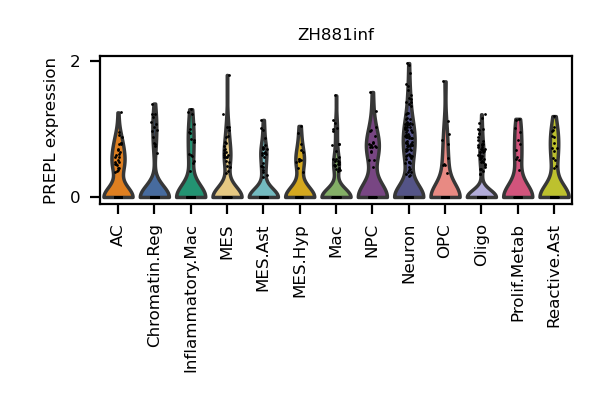 ZH881inf
PREPL expression
2
0
AC
Chromatin.Reg
Inflammatory.Mac
MES
MES.Ast
MES.Hyp
Mac
NPC
Neuron
OPC
Oligo
Prolif.Metab
Reactive.Ast